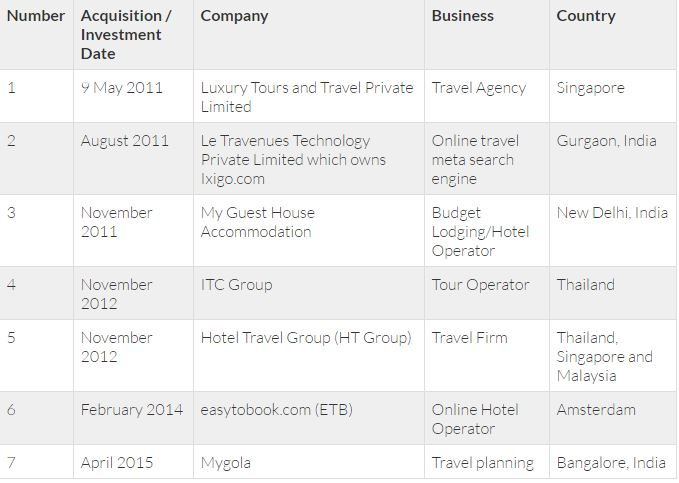 Number Acquisition / Investment Date Company Business Country
1 9 May 2011 Luxury Tours and Travel Private Limited Travel Agency Singapore
2 August 2011 Le Travenues Technology Private Limited which owns Ixigo.com Online travel meta search engine Gurgaon, India
3 November 2011 My Guest House Accommodation Budget Lodging/Hotel Operator New Delhi, India
4 November 2012 ITC Group Tour Operator Thailand
5 November 2012 Hotel Travel Group (HT Group) Travel Firm Thailand, Singapore and Malaysia
6 February 2014 easytobook.com (ETB) Online Hotel Operator Amsterdam
7 April 2015 Mygola Travel planning Bangalore, India